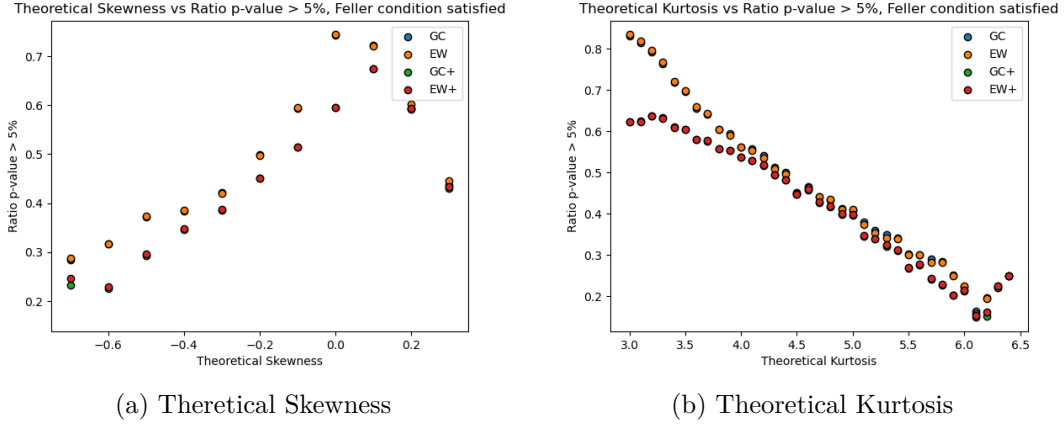 Theoretical Skewness vs Ratio p-value > 5%, Feller condition satisfied
GC
EW
GC+
EW+
Ratio p-value > 5%
0.7
0.6
0.5
0.4
0.3
0.2
−0.6
−0.4
−0.2
0.0
0.2
Theoretical Skewness
(a) Theretical Skewness
Theoretical Kurtosis vs Ratio p-value > 5%, Feller condition satisfied
GC
EW
GC+
EW+
Ratio p-value > 5%
0.8
0.7
0.6
0.5
0.4
0.3
0.2
3.0
3.5
4.0
4.5
5.0
5.5
6.0
6.5
Theoretical Kurtosis
(b) Theoretical Kurtosis